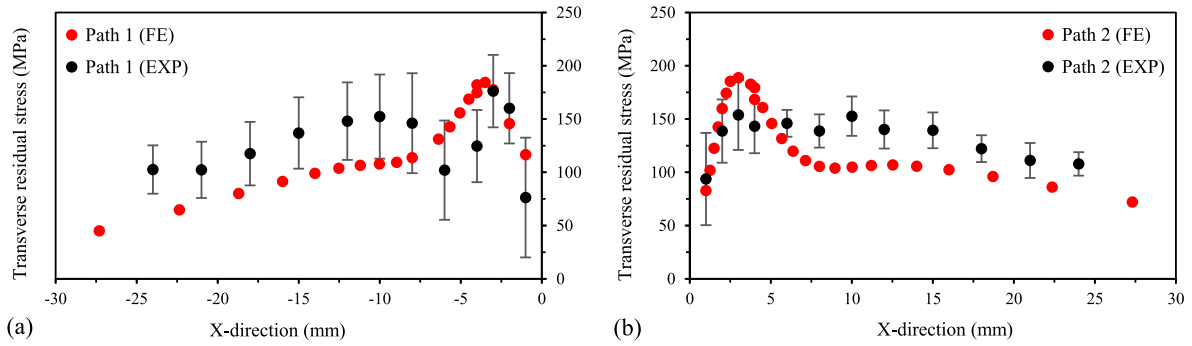 Transverse residual stress (MPa)
Path 1 (FE)
Path 1 (EXP)
250
200
150
100
50
0
-30
-25
-20
-15
-10
-5
0
X-direction (mm)
(a)
Transverse residual stress (MPa)
250
200
150
100
50
0
Path 2 (FE)
Path 2 (EXP)
0
5
10
15
20
25
30
X-direction (mm)
(b)